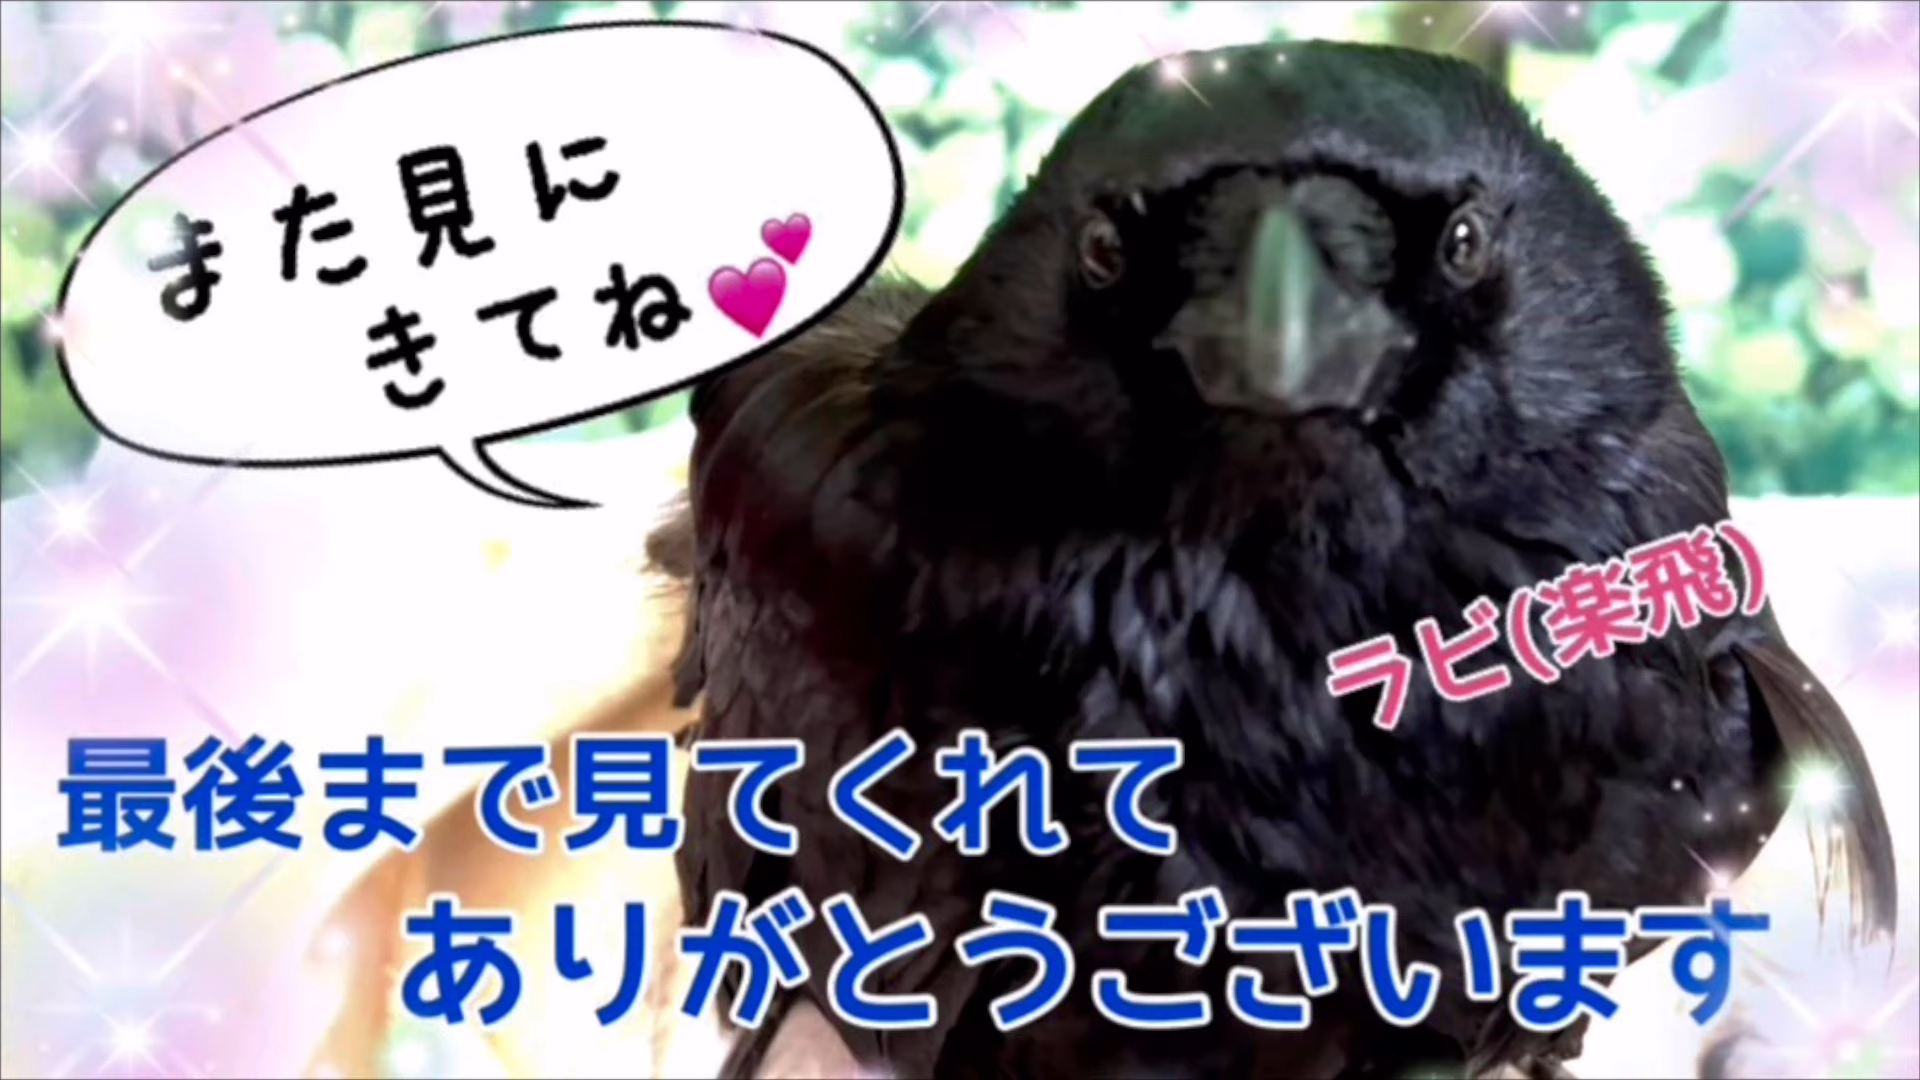 また見に
きてね💕
ラビ(楽飛)
最後まで見てくれて
ありがとうございます